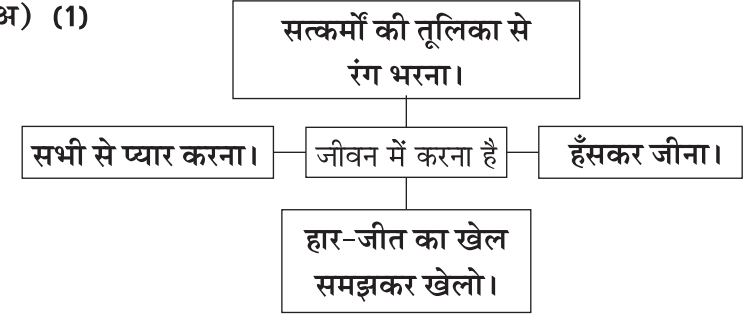 अ) (1)
सत्कर्मों की तूलिका से
रंग भरना।
सभी से प्यार करना।
जीवन में करना है
हँसकर जीना।
हार-जीत का खेल
समझकर खेलो।